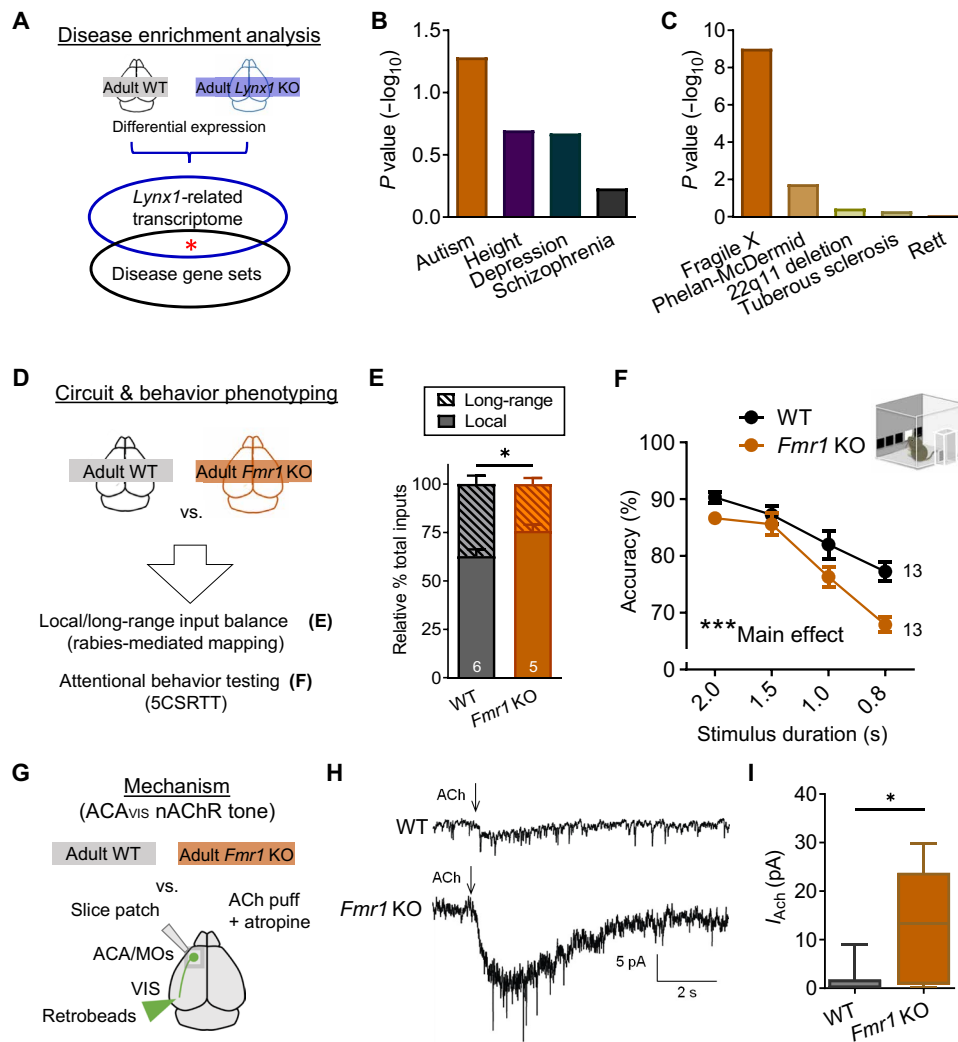 A
Disease enrichment analysis
Adult WT
Adult Lynx1 KO
Differential expression
Lynx1-related
transcriptome
*
Disease gene sets
B
P value (−log10)
1.5
1.0
0.5
0.0
Autism
Height
Depression
Schizophrenia
C
P value (−log10)
10
8
6
4
2
0
Fragile X
Phelan-McDermid
22q11 deletion
Tuberous sclerosis
Rett
D
Circuit & behavior phenotyping
Adult WT
Adult Fmr1 KO
vs.
Local/long-range input balance (E)
(rabies-mediated mapping)
Attentional behavior testing (F)
(5CSRTT)
E
Long-range
Local
*
Relative % total inputs
100
75
50
25
0
6
5
WT
Fmr1 KO
F
WT
Fmr1 KO
Accuracy (%)
100
90
80
70
0
13
13
***Main effect
2.0
1.5
1.0
0.8
Stimulus duration (s)
G
Mechanism
(ACAVIS nAChR tone)
Adult WT
Adult Fmr1 KO
vs.
Slice patch
ACh puff
+ atropine
ACA/MOs
VIS
Retrobeads
H
ACh
WT
ACh
Fmr1 KO
5 pA
2 s
I
*
IACh (pA)
40
30
20
10
0
WT
Fmr1 KO